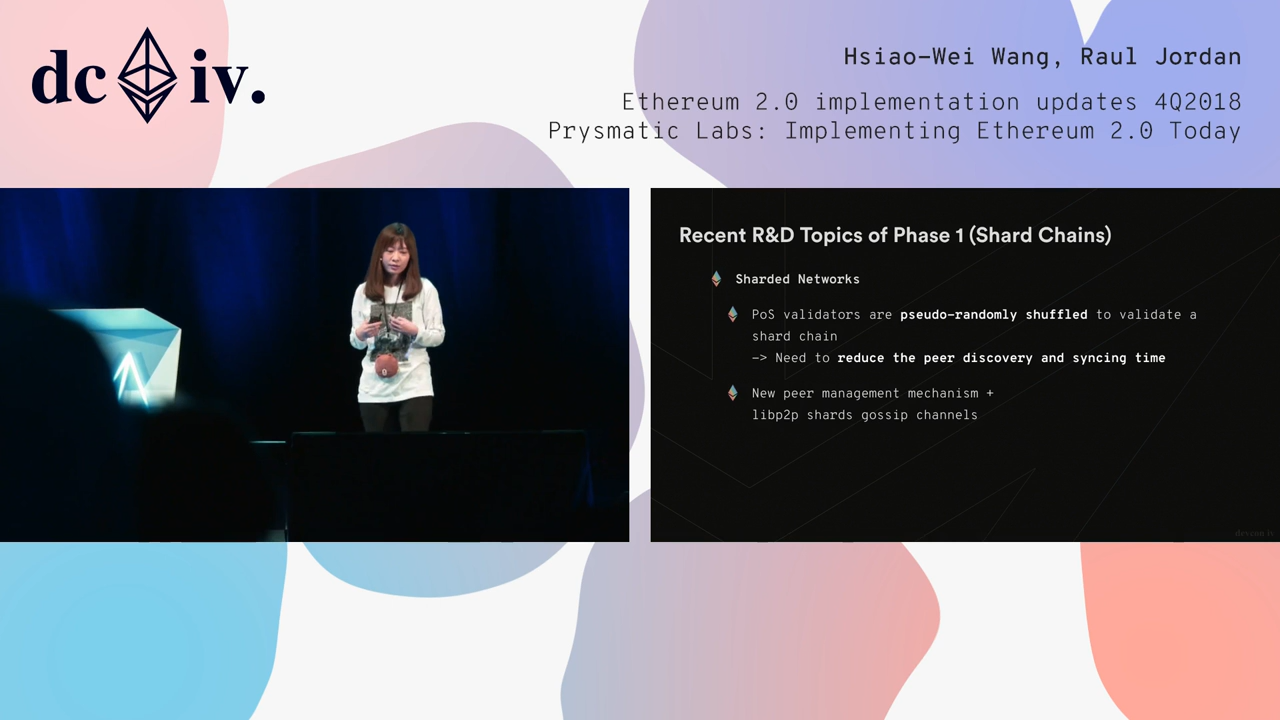 dc iv.
Hsiao-Wei Wang, Raul Jordan
Ethereum 2.0 implementation updates 4Q2018
Prysmatic Labs: Implementing Ethereum 2.0 Today
Recent R&D Topics of Phase 1 (Shard Chains)
Sharded Networks
PoS validators are pseudo-randomly shuffled to validate a
shard chain
-> Need to reduce the peer discovery and syncing time
New peer management mechanism +
libp2p shards gossip channels
devcon.iv